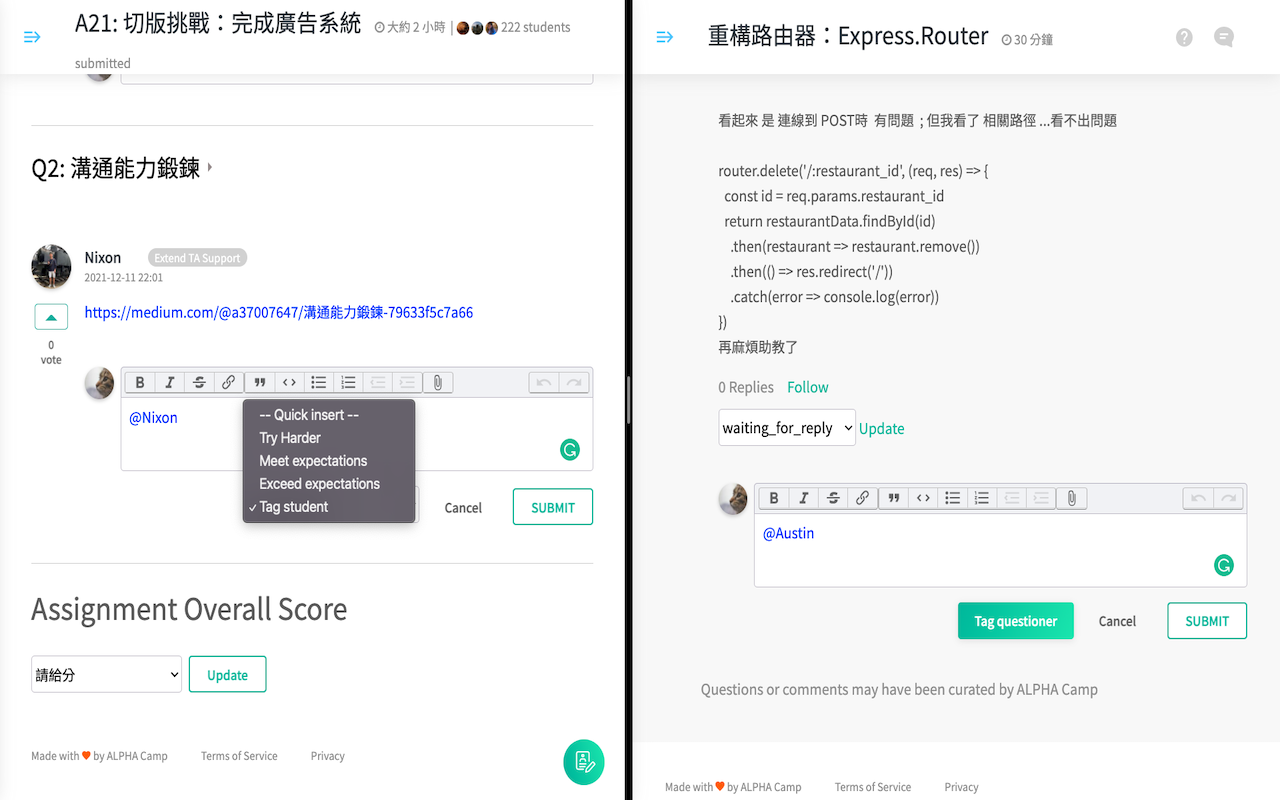 A21: 切版挑戰：完成廣告系統 大約 2 小時 | 222 students
submitted
Q2: 溝通能力鍛鍊
Nixon Extend TA Support
2021-12-11 22:01
https://medium.com/@a37007647/溝通能力鍛鍊-79633f5c7a66
0
vote
B I S
@Nixon
-- Quick insert --
Try Harder
Meet expectations
Exceed expectations
✓ Tag student
Cancel SUBMIT
Assignment Overall Score
請給分 Update
Made with ♥ by ALPHA Camp Terms of Service Privacy
重構路由器：Express.Router 30 分鐘
看起來 是 連線到 POST時 有問題 ; 但我看了 相關路徑 ...看不出問題
router.delete('/:restaurant_id', (req, res) => {
const id = req.params.restaurant_id
return restaurantData.findById(id)
.then(restaurant => restaurant.remove())
.then(() => res.redirect('/'))
.catch(error => console.log(error))
})
再麻煩助教了
0 Replies Follow
waiting_for_reply Update
B I S
@Austin
Tag questioner Cancel SUBMIT
Questions or comments may have been curated by ALPHA Camp
Made with ♥ by ALPHA Camp Terms of Service Privacy